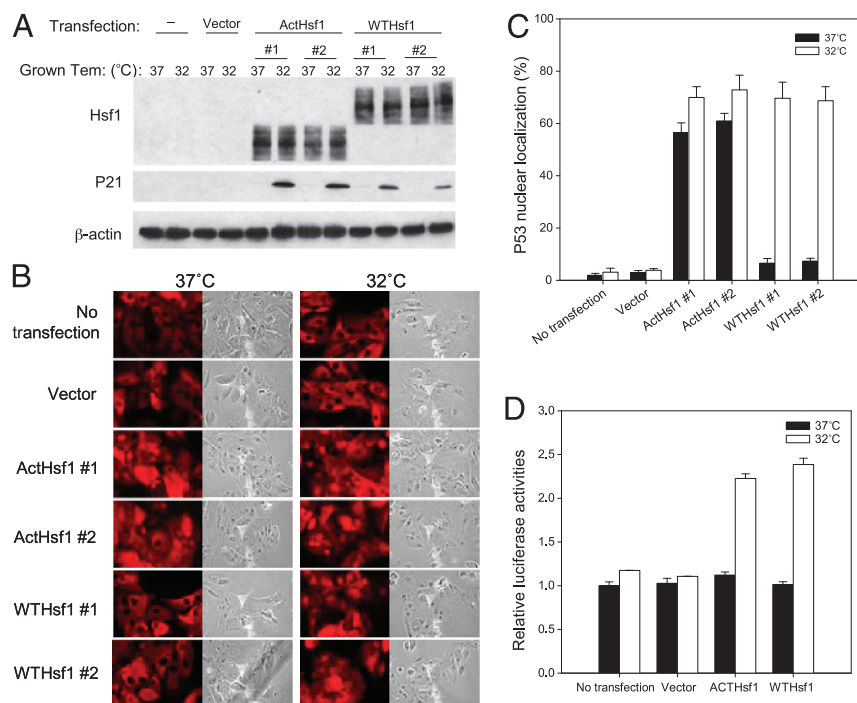 A
Transfection: – Vector ActHsf1 WTHsf1
#1 #2 #1 #2
Grown Tem: (°C): 37 32 37 32 37 32 37 32 37 32 37 32
Hsf1
P21
β-actin
B
37°C 32°C
No transfection
Vector
ActHsf1 #1
ActHsf1 #2
WTHsf1 #1
WTHsf1 #2
C
P53 nuclear localization (%)
100
80
60
40
20
0
37°C
32°C
No transfection
Vector
ActHsf1 #1
ActHsf1 #2
WTHsf1 #1
WTHsf1 #2
D
Relative luciferase activities
3.0
2.5
2.0
1.5
1.0
0.5
0.0
37°C
32°C
No transfection Vector ACTHsf1 WTHsf1